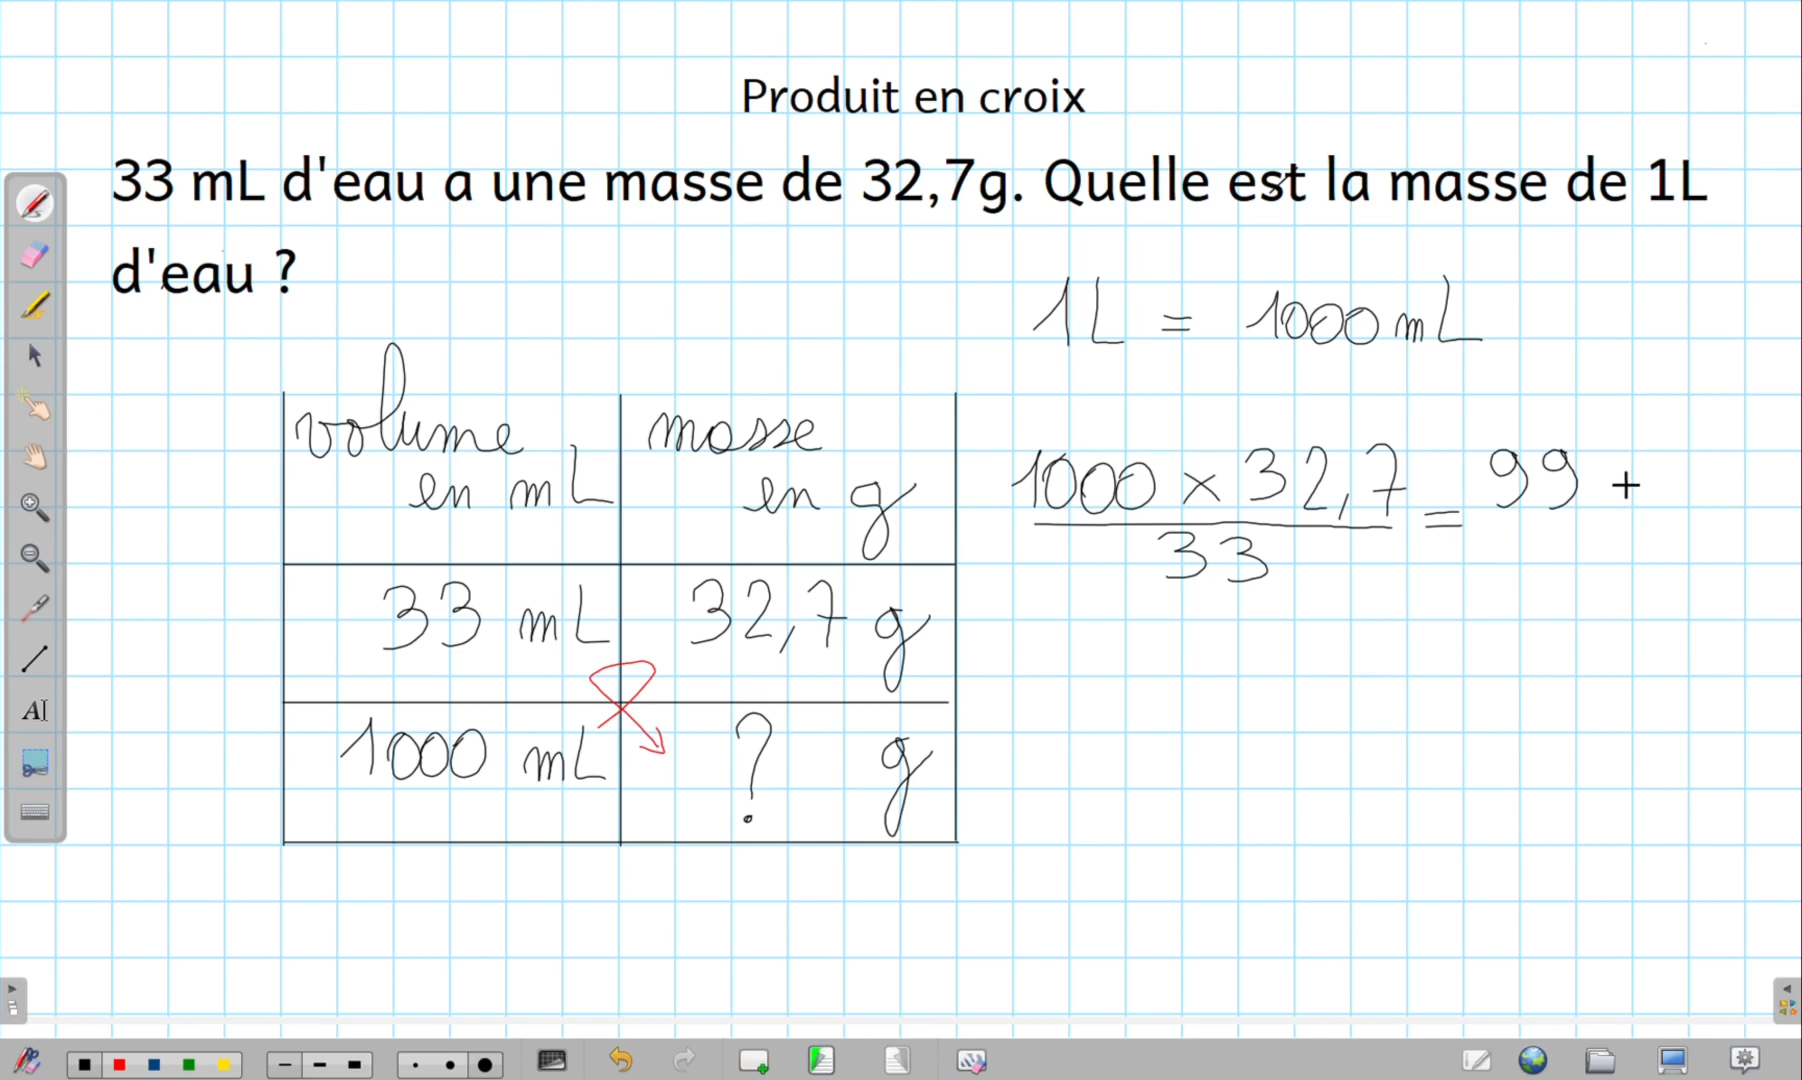 Produit en croix
33 mL d'eau a une masse de 32,7g. Quelle est la masse de 1L
d'eau ?
1L = 1000 mL
volume
en mL
masse
en g
1000 × 32,7 = 99
33
33 mL 32,7 g
1000 mL ? g